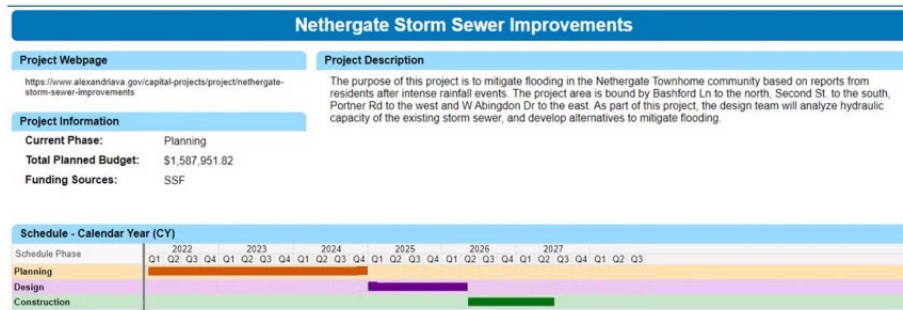 Nethergate Storm Sewer Improvements
Project Webpage
https://www.alexandriava.gov/capital-projects/project/nethergate-
storm-sewer-improvements
Project Information
Current Phase: Planning
Total Planned Budget: $1,587,951.82
Funding Sources: SSF
Project Description
The purpose of this project is to mitigate flooding in the Nethergate Townhome community based on reports from
residents after intense rainfall events. The project area is bound by Bashford Ln to the north, Second St. to the south,
Portner Rd to the west and W Abingdon Dr to the east. As part of this project, the design team will analyze hydraulic
capacity of the existing storm sewer, and develop alternatives to mitigate flooding.
Schedule - Calendar Year (CY)
Schedule Phase
2022 2023 2024 2025 2026 2027
Q1 Q2 Q3 Q4 Q1 Q2 Q3 Q4 Q1 Q2 Q3 Q4 Q1 Q2 Q3 Q4 Q1 Q2 Q3 Q4 Q1 Q2 Q3 Q4 Q1 Q2 Q3
Planning
Design
Construction